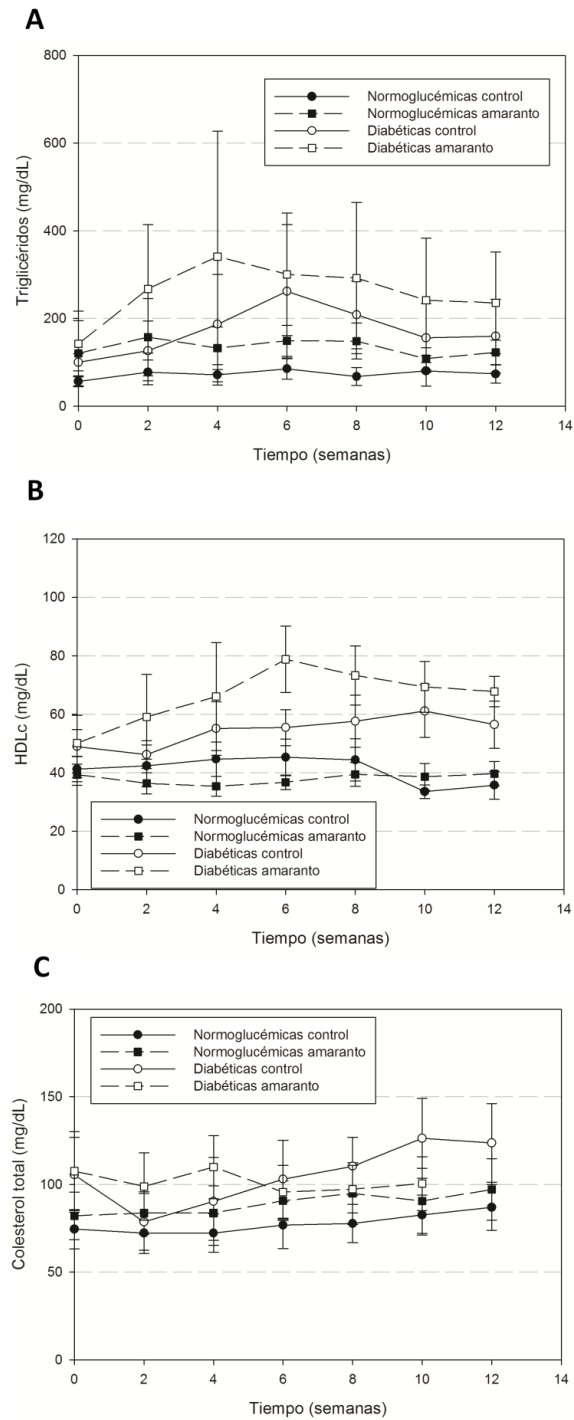 A
800
600
400
200
0
Triglicéridos (mg/dL)
Normoglucémicas control
Normoglucémicas amaranto
Diabéticas control
Diabéticas amaranto
0 2 4 6 8 10 12 14
Tiempo (semanas)
B
120
100
80
60
40
20
0
HDLc (mg/dL)
Normoglucémicas control
Normoglucémicas amaranto
Diabéticas control
Diabéticas amaranto
0 2 4 6 8 10 12 14
Tiempo (semanas)
C
200
150
100
50
0
Colesterol total (mg/dL)
Normoglucémicas control
Normoglucémicas amaranto
Diabéticas control
Diabéticas amaranto
0 2 4 6 8 10 12 14
Tiempo (semanas)